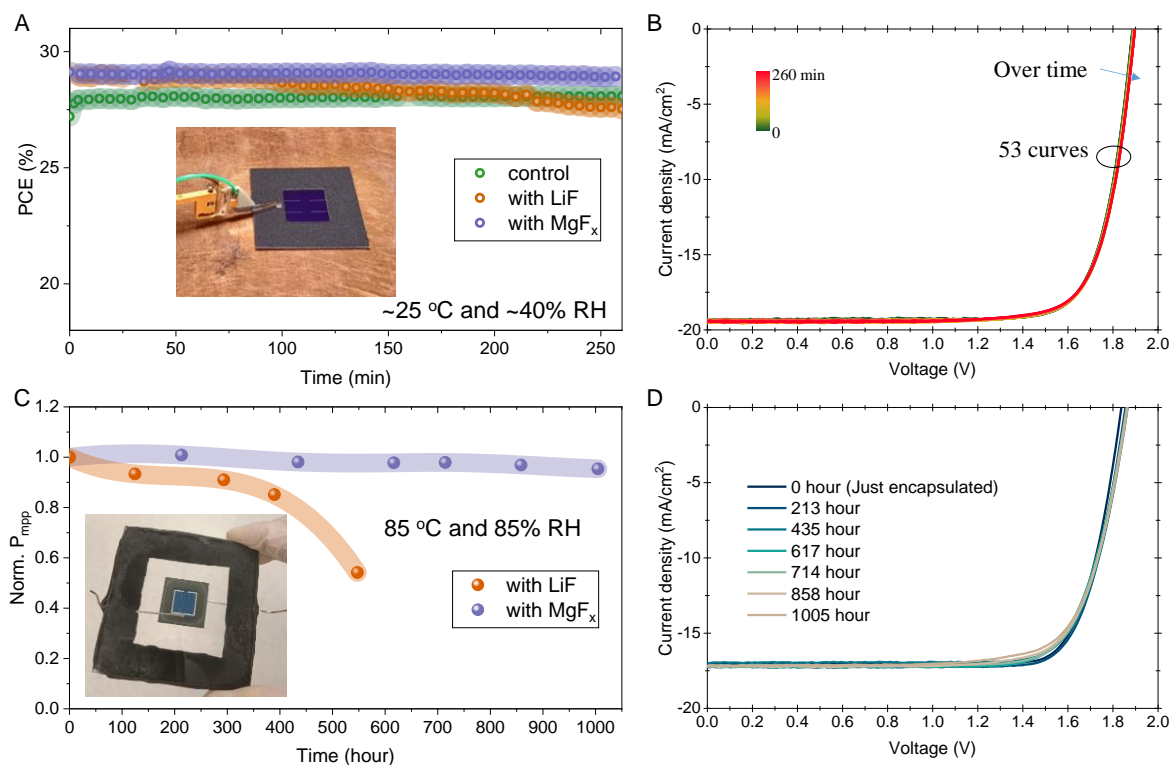 A
30
25
20
PCE (%)
control
with LiF
with MgFx
~25 oC and ~40% RH
0
50
100
150
200
250
Time (min)
B
0
-5
-10
-15
-20
Current density (mA/cm2)
260 min
0
Over time
53 curves
0.0
0.2
0.4
0.6
0.8
1.0
1.2
1.4
1.6
1.8
2.0
Voltage (V)
C
1.2
1.0
0.8
0.6
0.4
0.2
0.0
Norm. Pmpp
85 oC and 85% RH
with LiF
with MgFx
0
100
200
300
400
500
600
700
800
900
1000
Time (hour)
D
0
-5
-10
-15
-20
Current density (mA/cm2)
0 hour (Just encapsulated)
213 hour
435 hour
617 hour
714 hour
858 hour
1005 hour
0.0
0.2
0.4
0.6
0.8
1.0
1.2
1.4
1.6
1.8
2.0
Voltage (V)